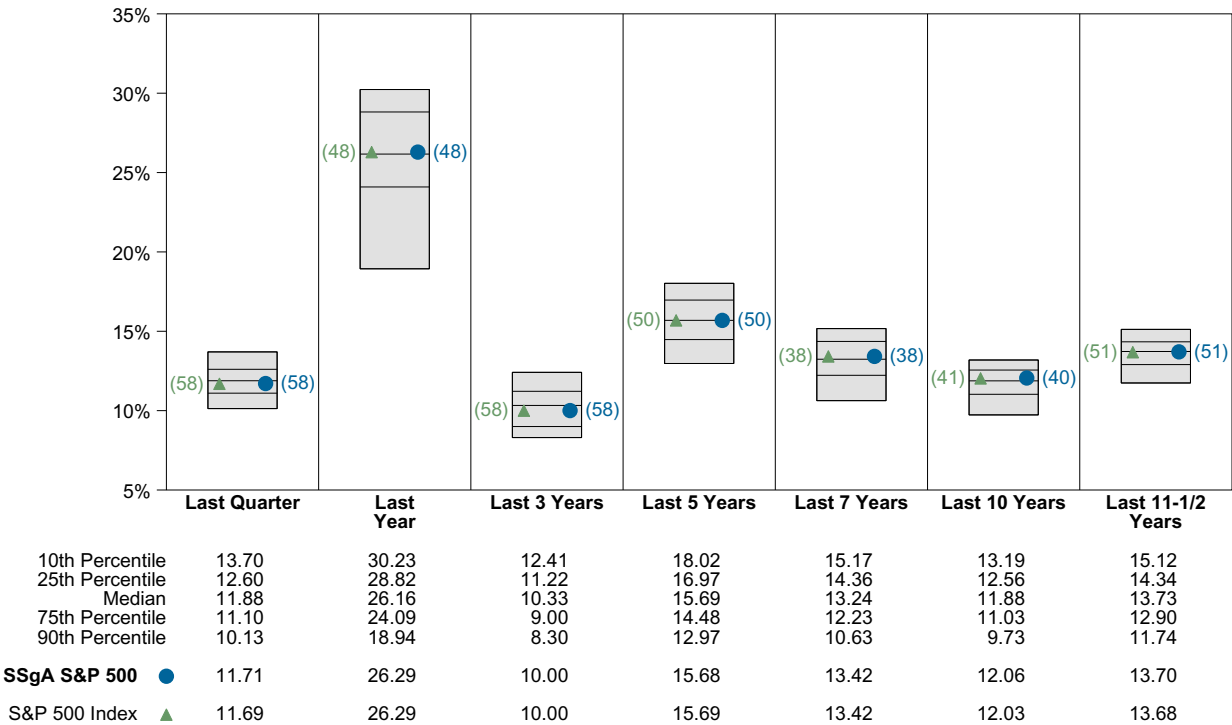 35%
30%
25%
20%
15%
10%
5%
(58) (58)
(48) (48)
(58) (58)
(50) (50)
(38) (38)
(41) (40)
(51) (51)
Last Quarter
Last
Year
Last 3 Years
Last 5 Years
Last 7 Years
Last 10 Years
Last 11-1/2
Years
10th Percentile 13.70 30.23 12.41 18.02 15.17 13.19 15.12
25th Percentile 12.60 28.82 11.22 16.97 14.36 12.56 14.34
Median 11.88 26.16 10.33 15.69 13.24 11.88 13.73
75th Percentile 11.10 24.09 9.00 14.48 12.23 11.03 12.90
90th Percentile 10.13 18.94 8.30 12.97 10.63 9.73 11.74
SSgA S&P 500 11.71 26.29 10.00 15.68 13.42 12.06 13.70
S&P 500 Index 11.69 26.29 10.00 15.69 13.42 12.03 13.68